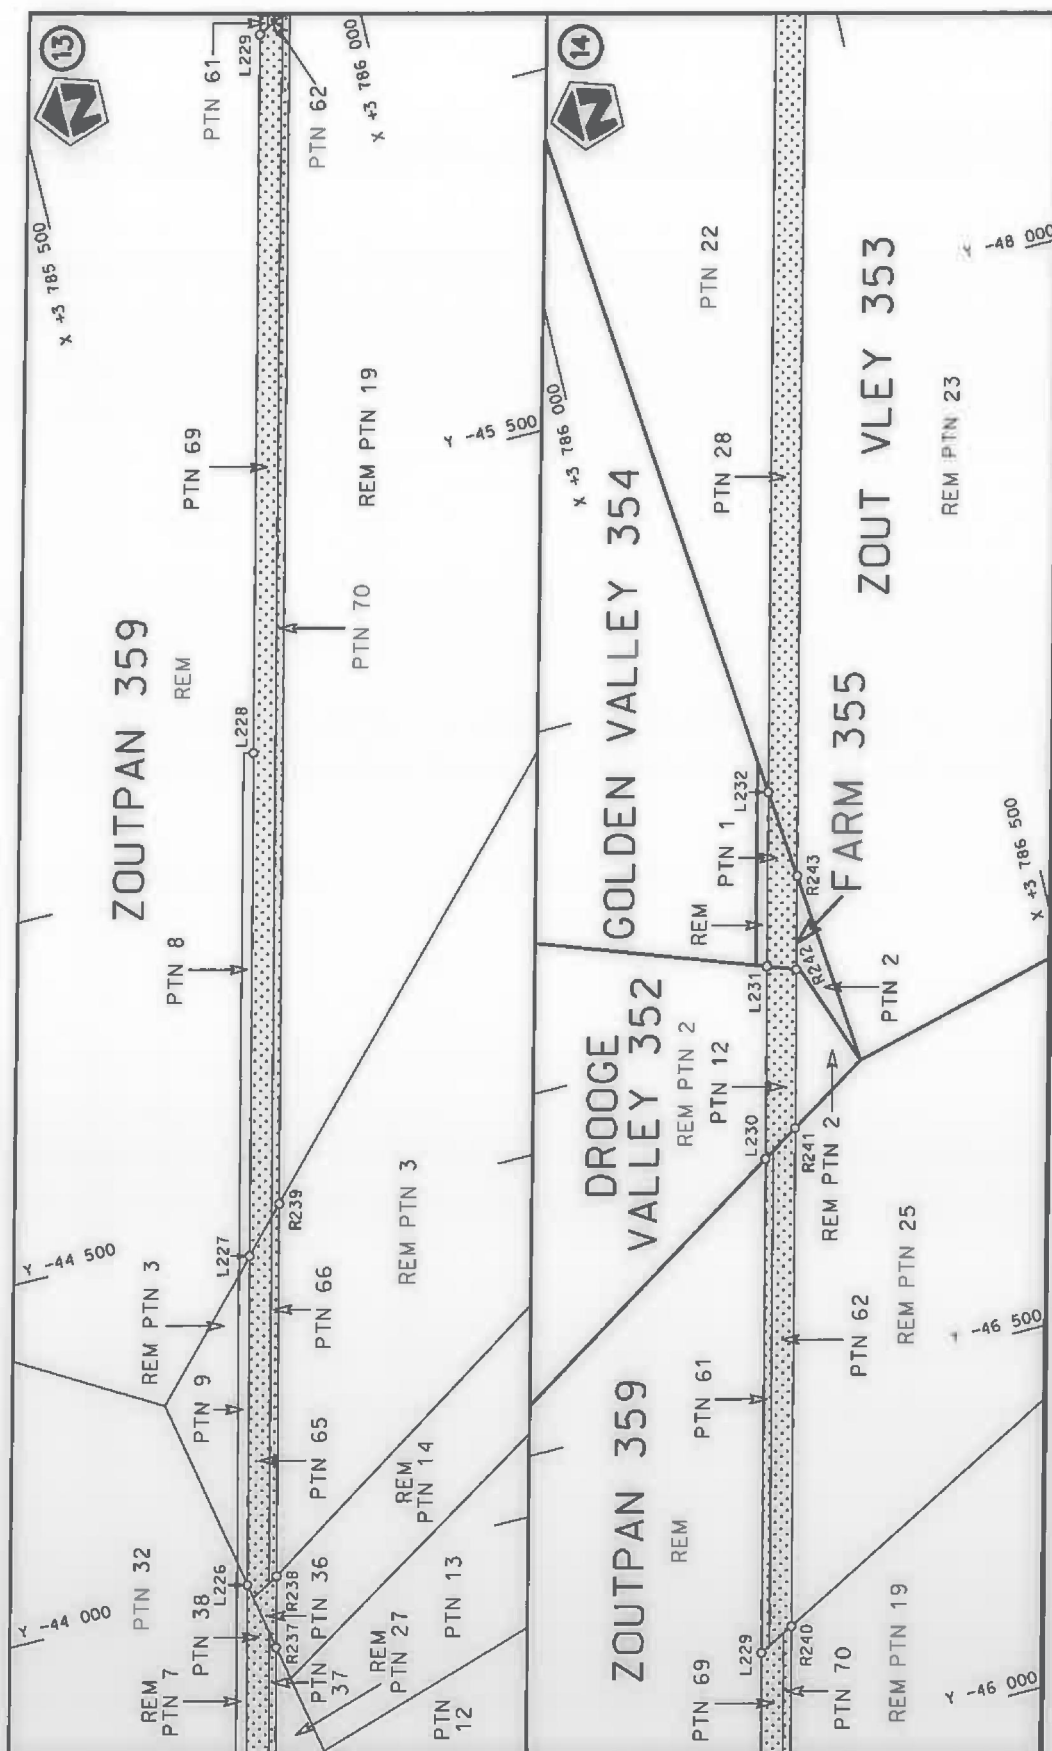 13
N
X +3 785 500
PTN 61
L229
PTN 62
X +3 786 000
PTN 69
REM PTN 19
Y -45 500
PTN 70
ZOUTPAN 359
REM
L228
PTN 8
L227
R239
Y -44 500
REM PTN 3
PTN 66
REM PTN 3
PTN 9
PTN 65
REM
PTN 14
PTN 32
L226
R238
Y -44 000
PTN 38
PTN 36
R237
PTN 13
REM
PTN 7
PTN
37
REM
PTN 27
PTN
12
14
N
X +3 786 000
PTN 22
-48 000
PTN 28
ZOUT VLEY 353
REM PTN 23
GOLDEN VALLEY 354
L232
PTN 1
R243
FARM 355
REM
X +3 786 500
L231
R242
PTN 2
DROOGE
VALLEY 352
REM PTN 2
PTN 12
L230
R241
REM PTN 2
REM PTN 25
PTN 62
-46 500
PTN 61
ZOUTPAN 359
REM
L229
R240
PTN 69
PTN 70
REM PTN 19
Y -46 000